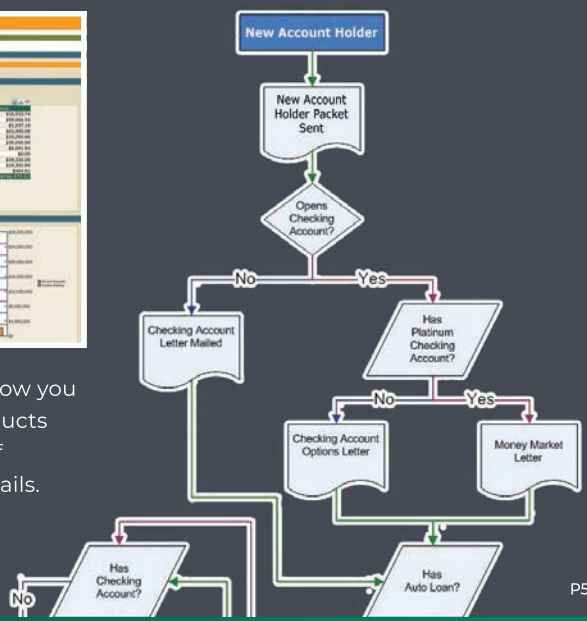 New Account Holder
New Account
Holder Packet
Sent
Opens
Checking
Account?
No
Yes
Checking Account
Letter Mailed
Has
Platinum
Checking
Account?
ow you
ucts
ails.
No
Yes
Checking Account
Options Letter
Money Market
Letter
Has
Checking
Account?
Has
Auto Loan?
No
P5